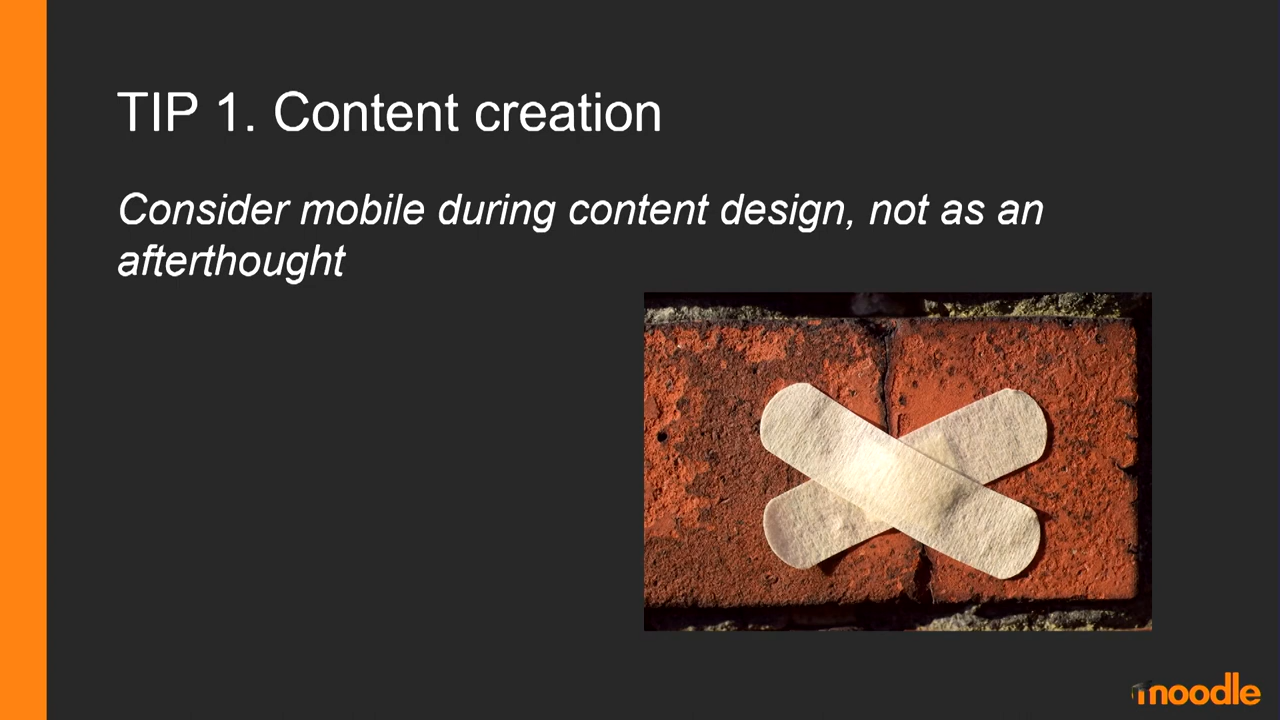 TIP 1. Content creation
Consider mobile during content design, not as an
afterthought
moodle